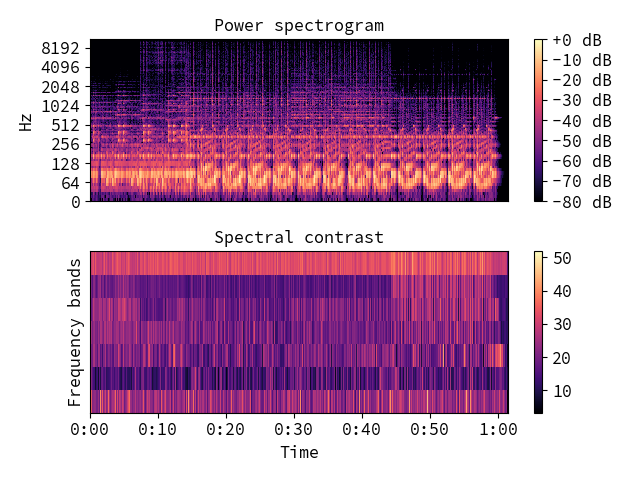 Power spectrogram
8192
4096
2048
1024
512
256
128
64
0
Hz
+0 dB
-10 dB
-20 dB
-30 dB
-40 dB
-50 dB
-60 dB
-70 dB
-80 dB
Spectral contrast
Frequency bands
50
40
30
20
10
0:00 0:10 0:20 0:30 0:40 0:50 1:00
Time